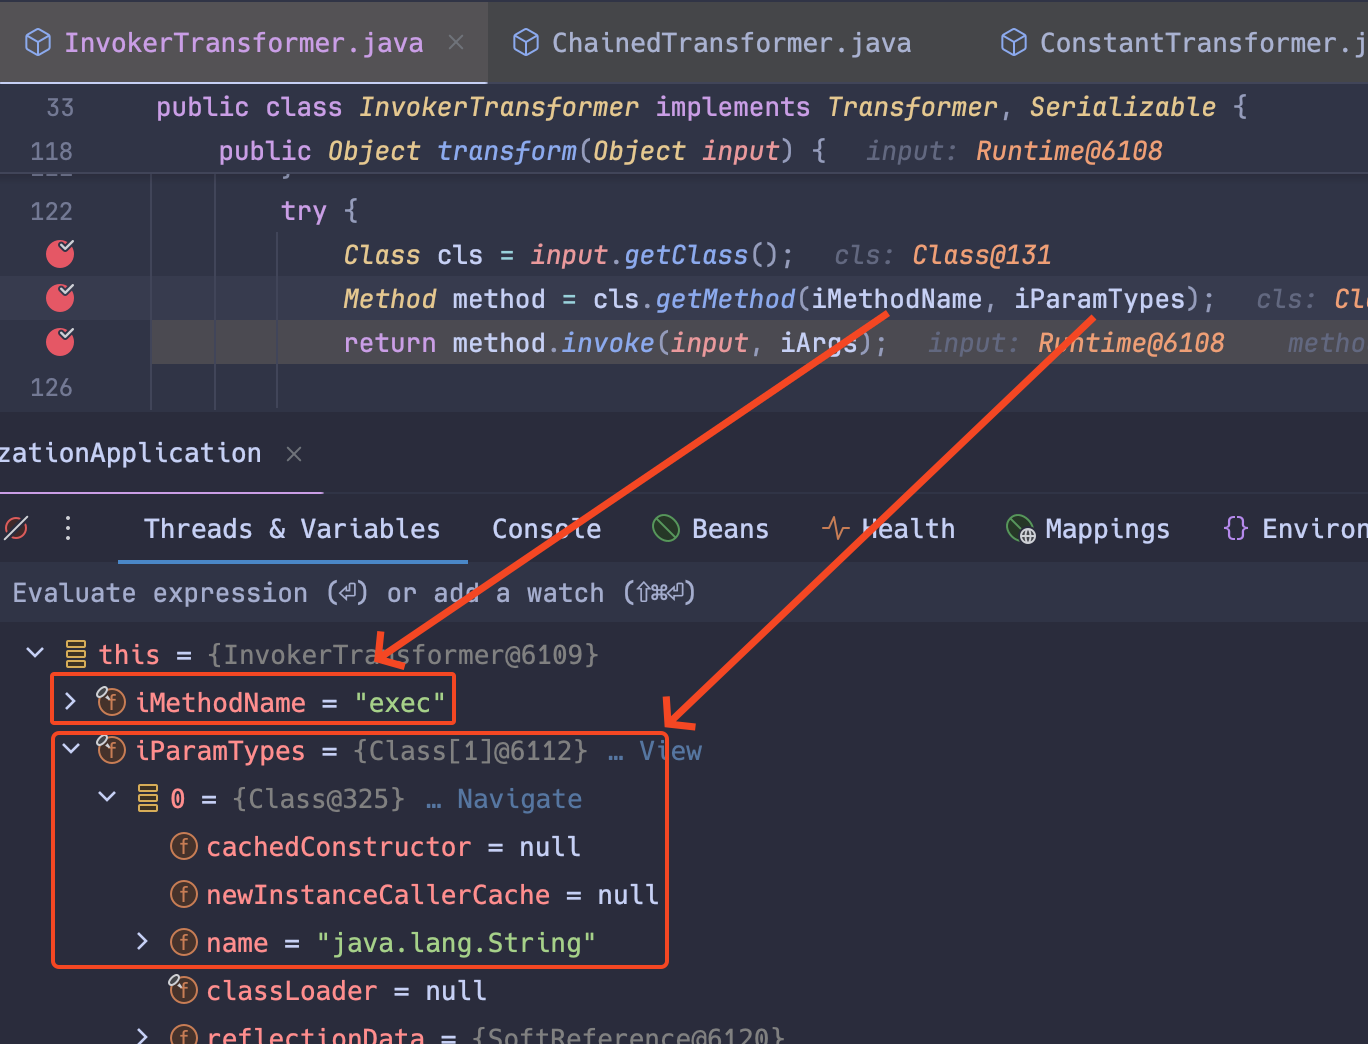 InvokerTransformer.java × ChainedTransformer.java ConstantTransformer.j
33 public class InvokerTransformer implements Transformer, Serializable {
118 public Object transform(Object input) { input: Runtime@6108
122 try {
Class cls = input.getClass(); cls: Class@131
Method method = cls.getMethod(iMethodName, iParamTypes); cls: Cl
return method.invoke(input, iArgs); input: Runtime@6108 metho
126
zationApplication ×
Threads & Variables Console Beans Health Mappings {} Environ
Evaluate expression (⏎) or add a watch (⇧⌘⏎)
this = {InvokerTransformer@6109}
f iMethodName = "exec"
f iParamTypes = {Class[1]@6112} … View
0 = {Class@325} … Navigate
f cachedConstructor = null
f newInstanceCallerCache = null
f name = "java.lang.String"
f classLoader = null
f reflectionData = {SoftReference@6120}